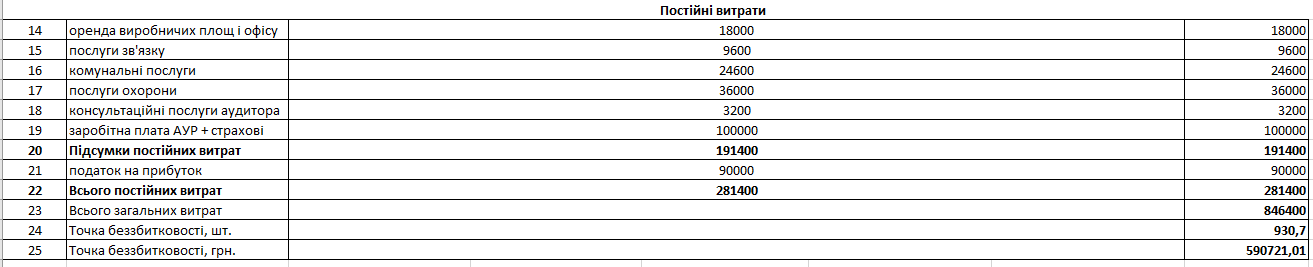 Постійні витрати
14 оренда виробничих площ і офісу 18000 18000
15 послуги зв'язку 9600 9600
16 комунальні послуги 24600 24600
17 послуги охорони 36000 36000
18 консультаційні послуги аудитора 3200 3200
19 заробітна плата АУР + страхові 100000 100000
20 Підсумки постійних витрат 191400 191400
21 податок на прибуток 90000 90000
22 Всього постійних витрат 281400 281400
23 Всього загальних витрат 846400
24 Точка беззбитковості, шт. 930,7
25 Точка беззбитковості, грн. 590721,01